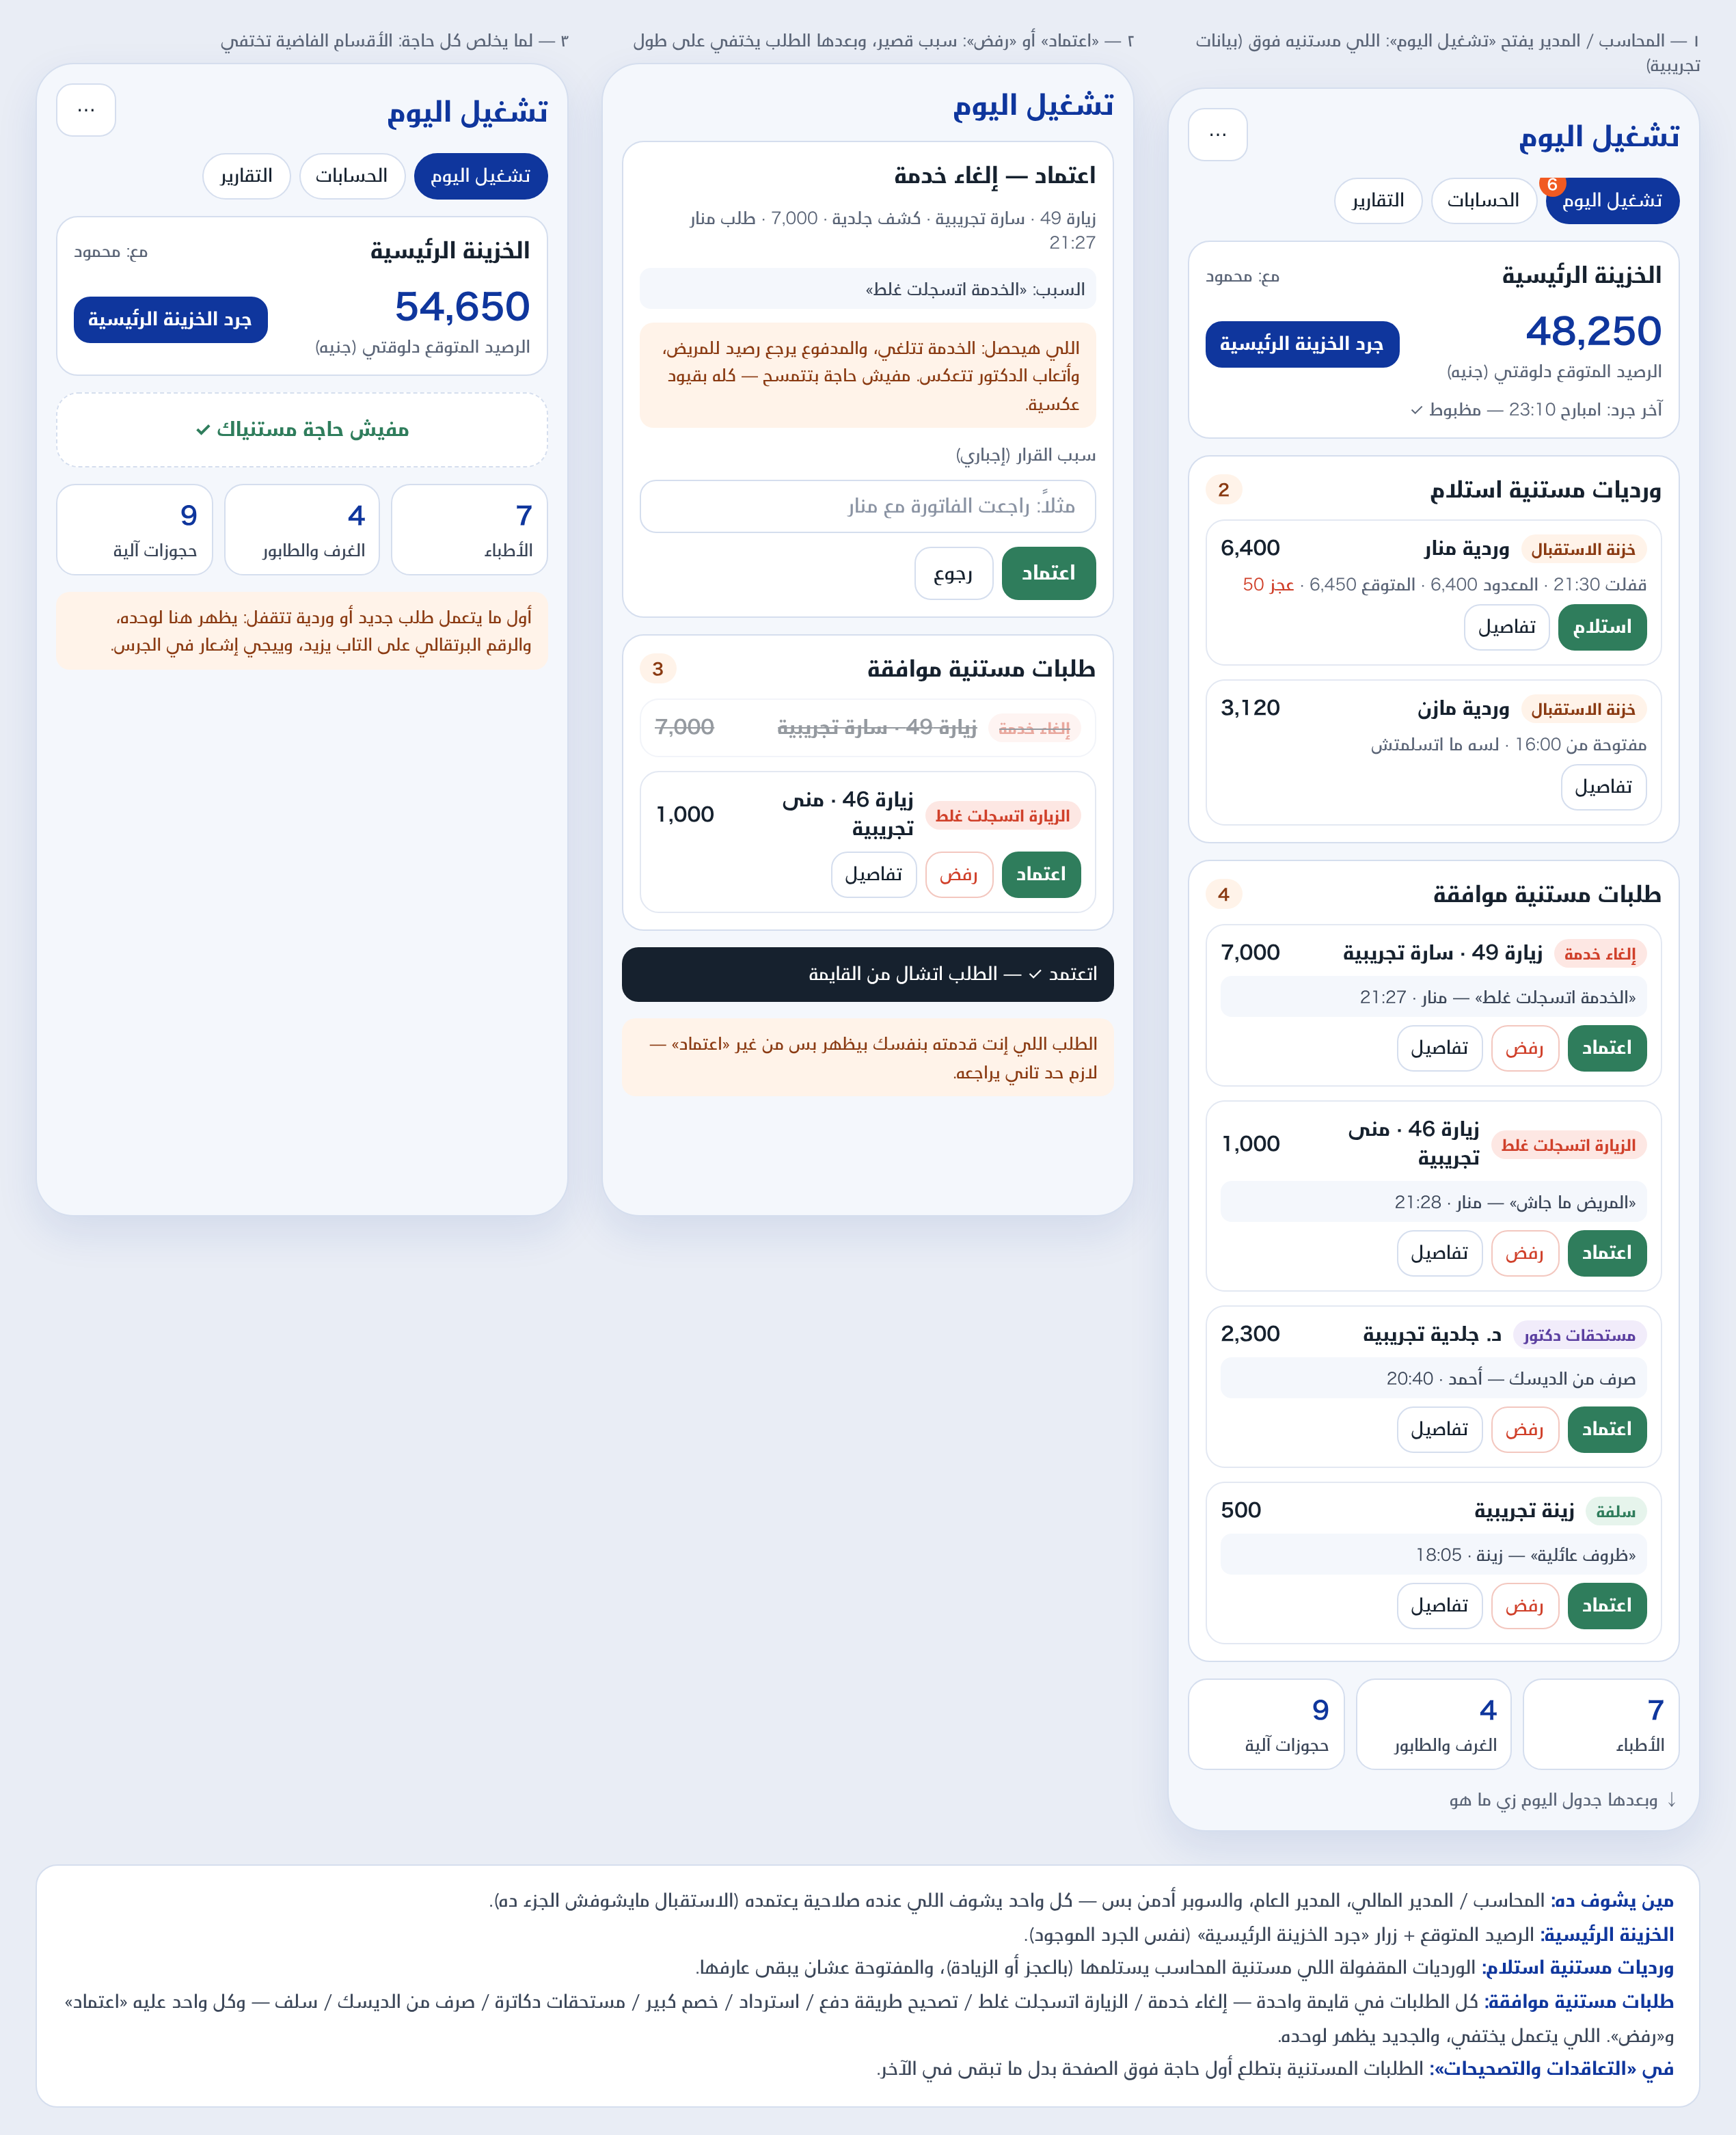 ١ — المحاسب / المدير يفتح «تشغيل اليوم»: اللي مستنيه فوق (بيانات
تجريبية)
تشغيل اليوم
...
تشغيل اليوم
6
الحسابات
التقارير
الخزينة الرئيسية
مع: محمود
48,250
الرصيد المتوقع دلوقتي (جنيه)
جرد الخزينة الرئيسية
آخر جرد: امبارح 23:10 — مظبوط ✓
ورديات مستنية استلام
2
خزنة الاستقبال
وردية منار
6,400
قفلت 21:30 · المعدود 6,400 · المتوقع 6,450 · عجز 50
استلام
تفاصيل
خزنة الاستقبال
وردية مازن
3,120
مفتوحة من 16:00 · لسه ما اتسلمتش
تفاصيل
طلبات مستنية موافقة
4
إلغاء خدمة
زيارة 49 · سارة تجريبية
7,000
«الخدمة اتسجلت غلط» — منار · 21:27
اعتماد
رفض
تفاصيل
الزيارة اتسجلت غلط
زيارة 46 · منى
تجريبية
1,000
«المريض ما جاش» — منار · 21:28
اعتماد
رفض
تفاصيل
مستحقات دكتور
د. جلدية تجريبية
2,300
صرف من الديسك — أحمد · 20:40
اعتماد
رفض
تفاصيل
سلفة
زينة تجريبية
500
«ظروف عائلية» — زينة · 18:05
اعتماد
رفض
تفاصيل
7
الأطباء
4
الغرف والطابور
9
حجوزات آلية
↓ وبعدها جدول اليوم زي ما هو
٢ — «اعتماد» أو «رفض»: سبب قصير، وبعدها الطلب يختفي على طول
تشغيل اليوم
اعتماد — إلغاء خدمة
زيارة 49 · سارة تجريبية · كشف جلدية · 7,000 · طلب منار
21:27
السبب: «الخدمة اتسجلت غلط»
اللي هيحصل: الخدمة تتلغي، والمدفوع يرجع رصيد للمريض،
وأتعاب الدكتور تتعكس. مفيش حاجة بتتمسح — كله بقيود
عكسية.
سبب القرار (إجباري)
مثلاً: راجعت الفاتورة مع منار
اعتماد
رجوع
طلبات مستنية موافقة
3
إلغاء خدمة
زيارة 49 · سارة تجريبية
7,000
الزيارة اتسجلت غلط
زيارة 46 · منى
تجريبية
1,000
اعتماد
رفض
تفاصيل
اتعتمد ✓ — الطلب اتشال من القايمة
الطلب اللي إنت قدمته بنفسك بيظهر بس من غير «اعتماد» —
لازم حد تاني يراجعه.
٣ — لما يخلص كل حاجة: الأقسام الفاضية تختفي
تشغيل اليوم
...
تشغيل اليوم
الحسابات
التقارير
الخزينة الرئيسية
مع: محمود
54,650
الرصيد المتوقع دلوقتي (جنيه)
جرد الخزينة الرئيسية
مفيش حاجة مستنياك ✓
7
الأطباء
4
الغرف والطابور
9
حجوزات آلية
أول ما يتعمل طلب جديد أو وردية تتقفل: يظهر هنا لوحده،
والرقم البرتقالي على التاب يزيد، وييجي إشعار في الجرس.
مين يشوف ده: المحاسب / المدير المالي، المدير العام، والسوبر أدمن بس — كل واحد يشوف اللي عنده صلاحية يعتمده (الاستقبال مايشوفش الجزء ده).
الخزينة الرئيسية: الرصيد المتوقع + زرار «جرد الخزينة الرئيسية» (نفس الجرد الموجود).
ورديات مستنية استلام: الورديات المقفولة اللي مستنية المحاسب يستلمها (بالعجز أو الزيادة)، والمفتوحة عشان يبقى عارفها.
طلبات مستنية موافقة: كل الطلبات في قايمة واحدة — إلغاء خدمة / الزيارة اتسجلت غلط / تصحيح طريقة دفع / استرداد / خصم كبير / مستحقات دكاترة / صرف من الديسك / سلف — وكل واحد عليه «اعتماد»
و«رفض». اللي يتعمل يختفي، والجديد يظهر لوحده.
في «التعاقدات والتصحيحات»: الطلبات المستنية بتطلع أول حاجة فوق الصفحة بدل ما تبقى في الآخر.